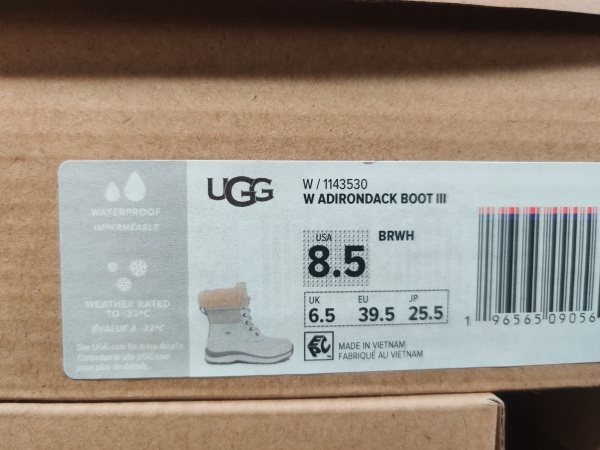 WATERPROOF
IMPERMÉABLE
WEATHER RATED
TO -32°C
ÉVALUÉ À -32°C
See UGG.com for more details.
Consultez le site UGG.com
pour plus de détails.
UGG
W / 1143530
W ADIRONDACK BOOT III
USA
8.5
BRWH
UK EU JP
6.5 39.5 25.5
MADE IN VIETNAM
FABRIQUÉ AU VIETNAM
1 96565 09056